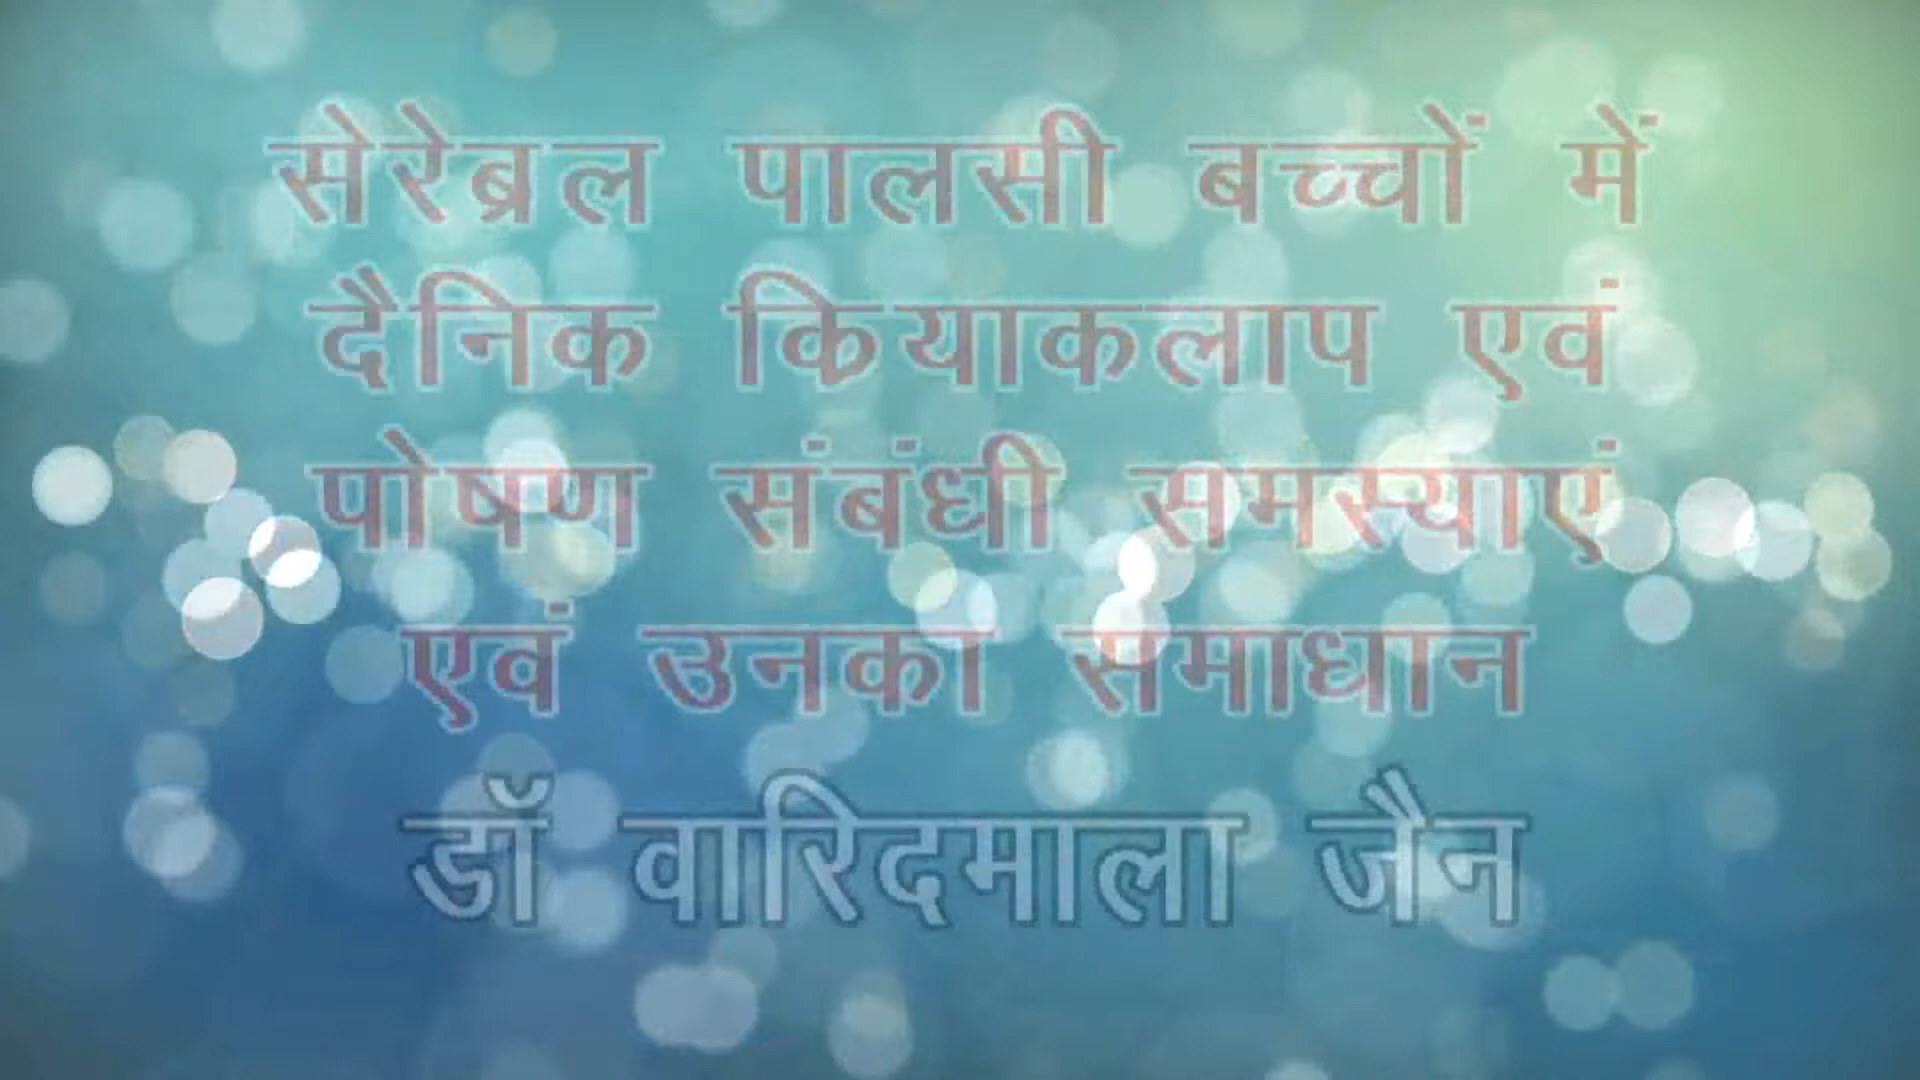 सेरेब्रल पालसी बच्चों में
दैनिक क्रियाकलाप एवं
पोषण संबंधी समस्याएं
एवं उनका समाधान
डॉ वारिदमाला जैन